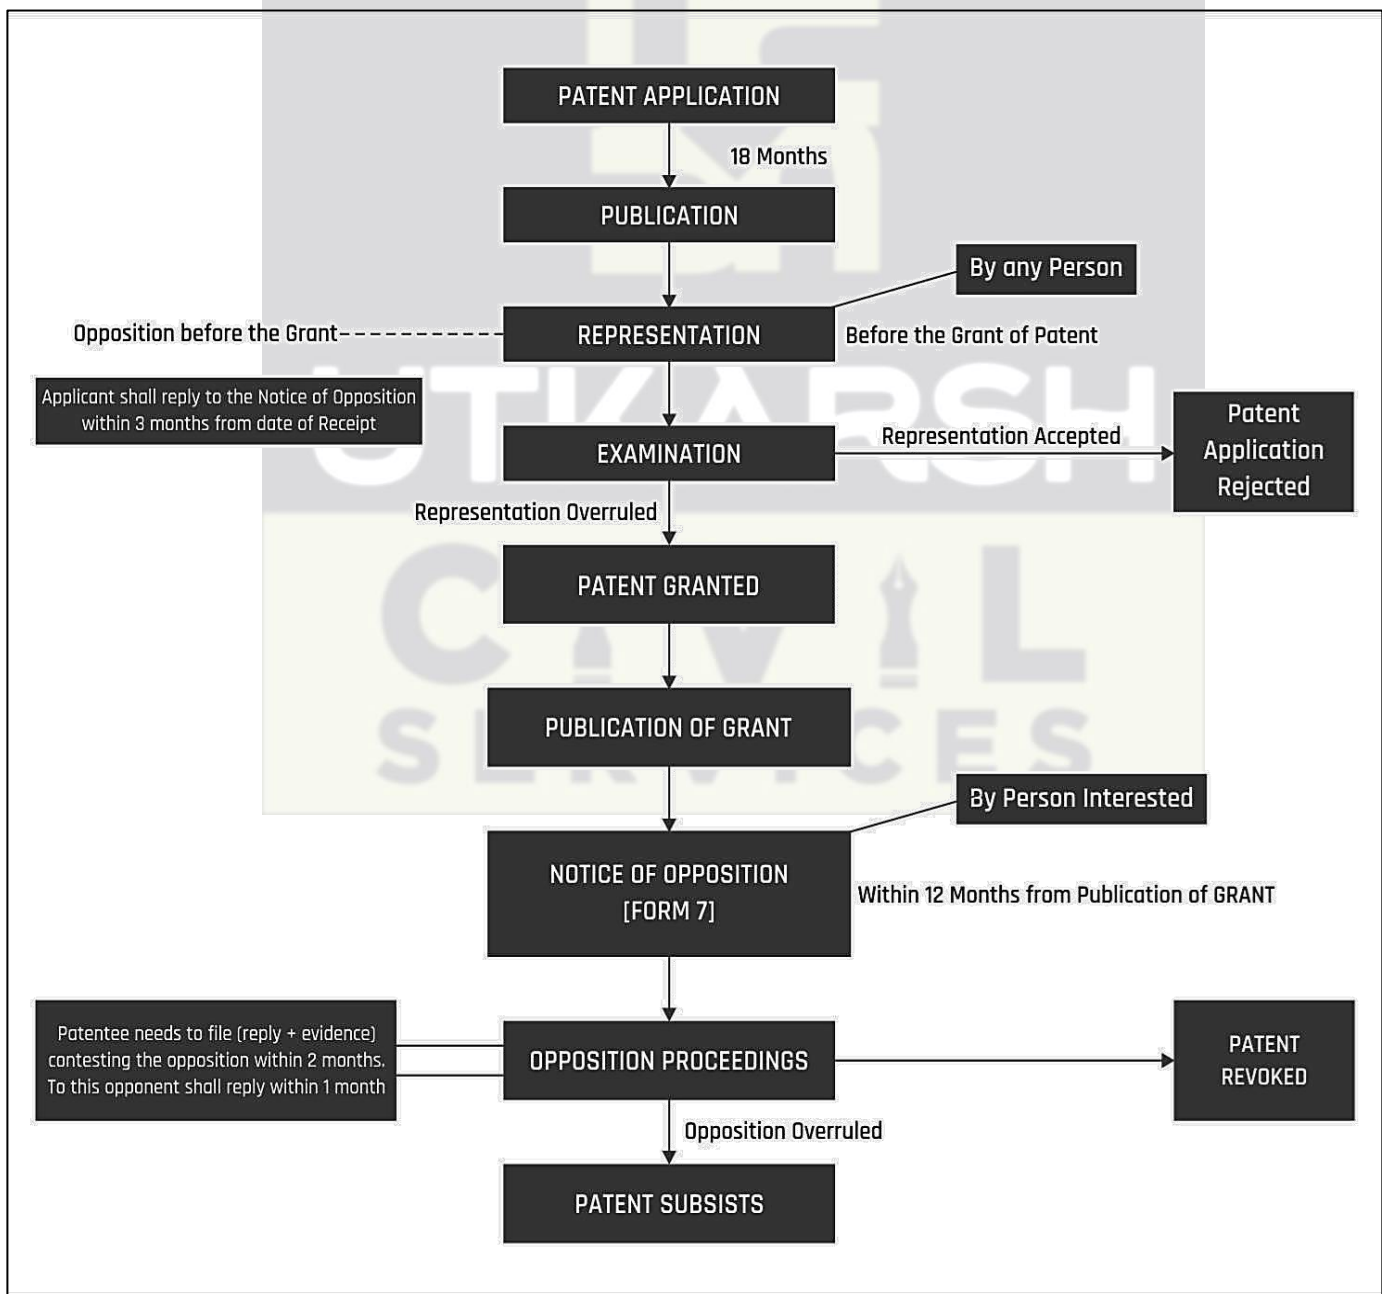 PATENT APPLICATION
18 Months
PUBLICATION
By any Person
Opposition before the Grant
REPRESENTATION
Before the Grant of Patent
UTKARSH
Applicant shall reply to the Notice of Opposition
within 3 months from date of Receipt
EXAMINATION
Representation Accepted
Patent
Application
Rejected
Representation Overruled
CIVIL
PATENT GRANTED
SERVICES
PUBLICATION OF GRANT
By Person Interested
NOTICE OF OPPOSITION
[FORM 7]
Within 12 Months from Publication of GRANT
Patentee needs to file (reply + evidence)
contesting the opposition within 2 months.
To this opponent shall reply within 1 month
OPPOSITION PROCEEDINGS
PATENT
REVOKED
Opposition Overruled
PATENT SUBSISTS